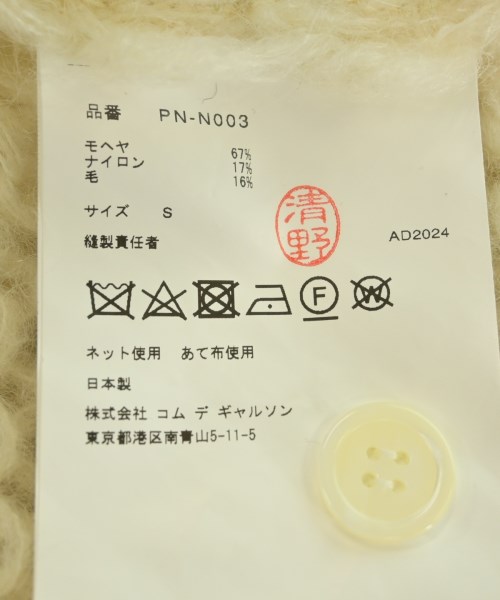 品番 PN-N003
モヘヤ 67%
ナイロン 17%
毛 16%
サイズ S
縫製責任者
清野
AD2024
F W
ネット使用 あて布使用
日本製
株式会社 コム デ ギャルソン
東京都港区南青山5-11-5